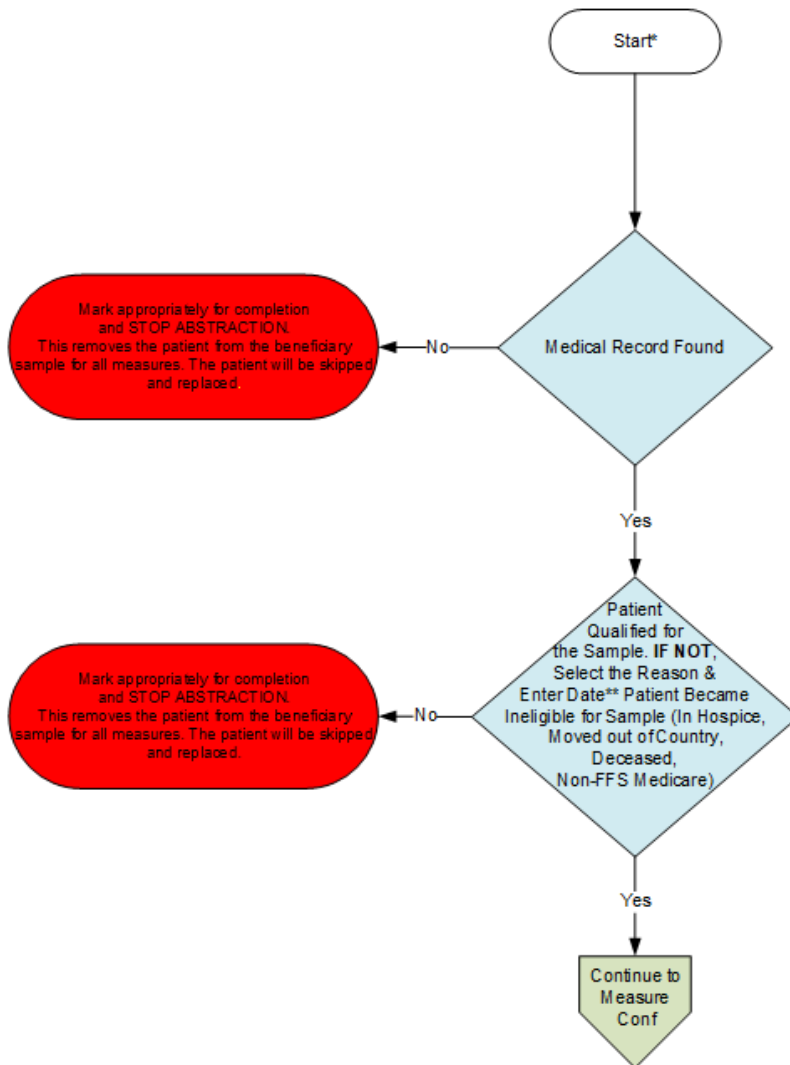 Start*
Medical Record Found
No
Mark appropriately for completion
and STOP ABSTRACTION.
This removes the patient from the beneficiary
sample for all measures. The patient will be skipped
and replaced.
Yes
Patient
Qualified for
the Sample. IF NOT,
Select the Reason &
Enter Date** Patient Became
Ineligible for Sample (In Hospice,
Moved out of Country,
Deceased,
Non-FFS Medicare)
No
Mark appropriately for completion
and STOP ABSTRACTION.
This removes the patient from the beneficiary
sample for all measures. The patient will be skipped
and replaced.
Yes
Continue to
Measure
Conf